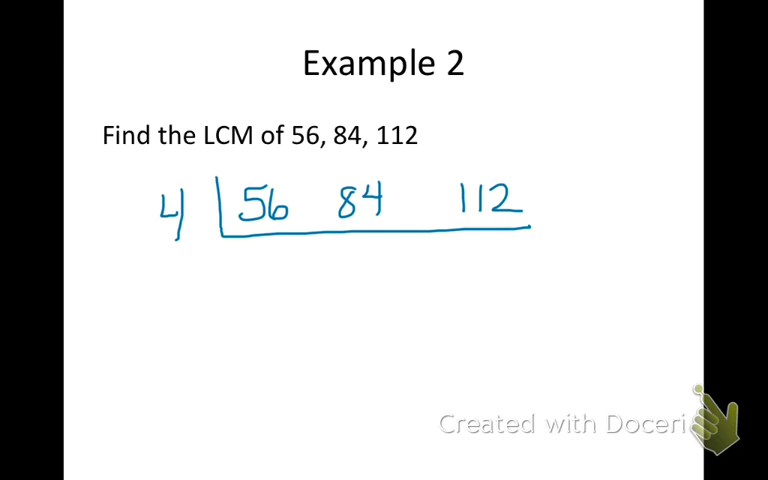 Example 2
Find the LCM of 56, 84, 112
4 56 84 112
Created with Doceri